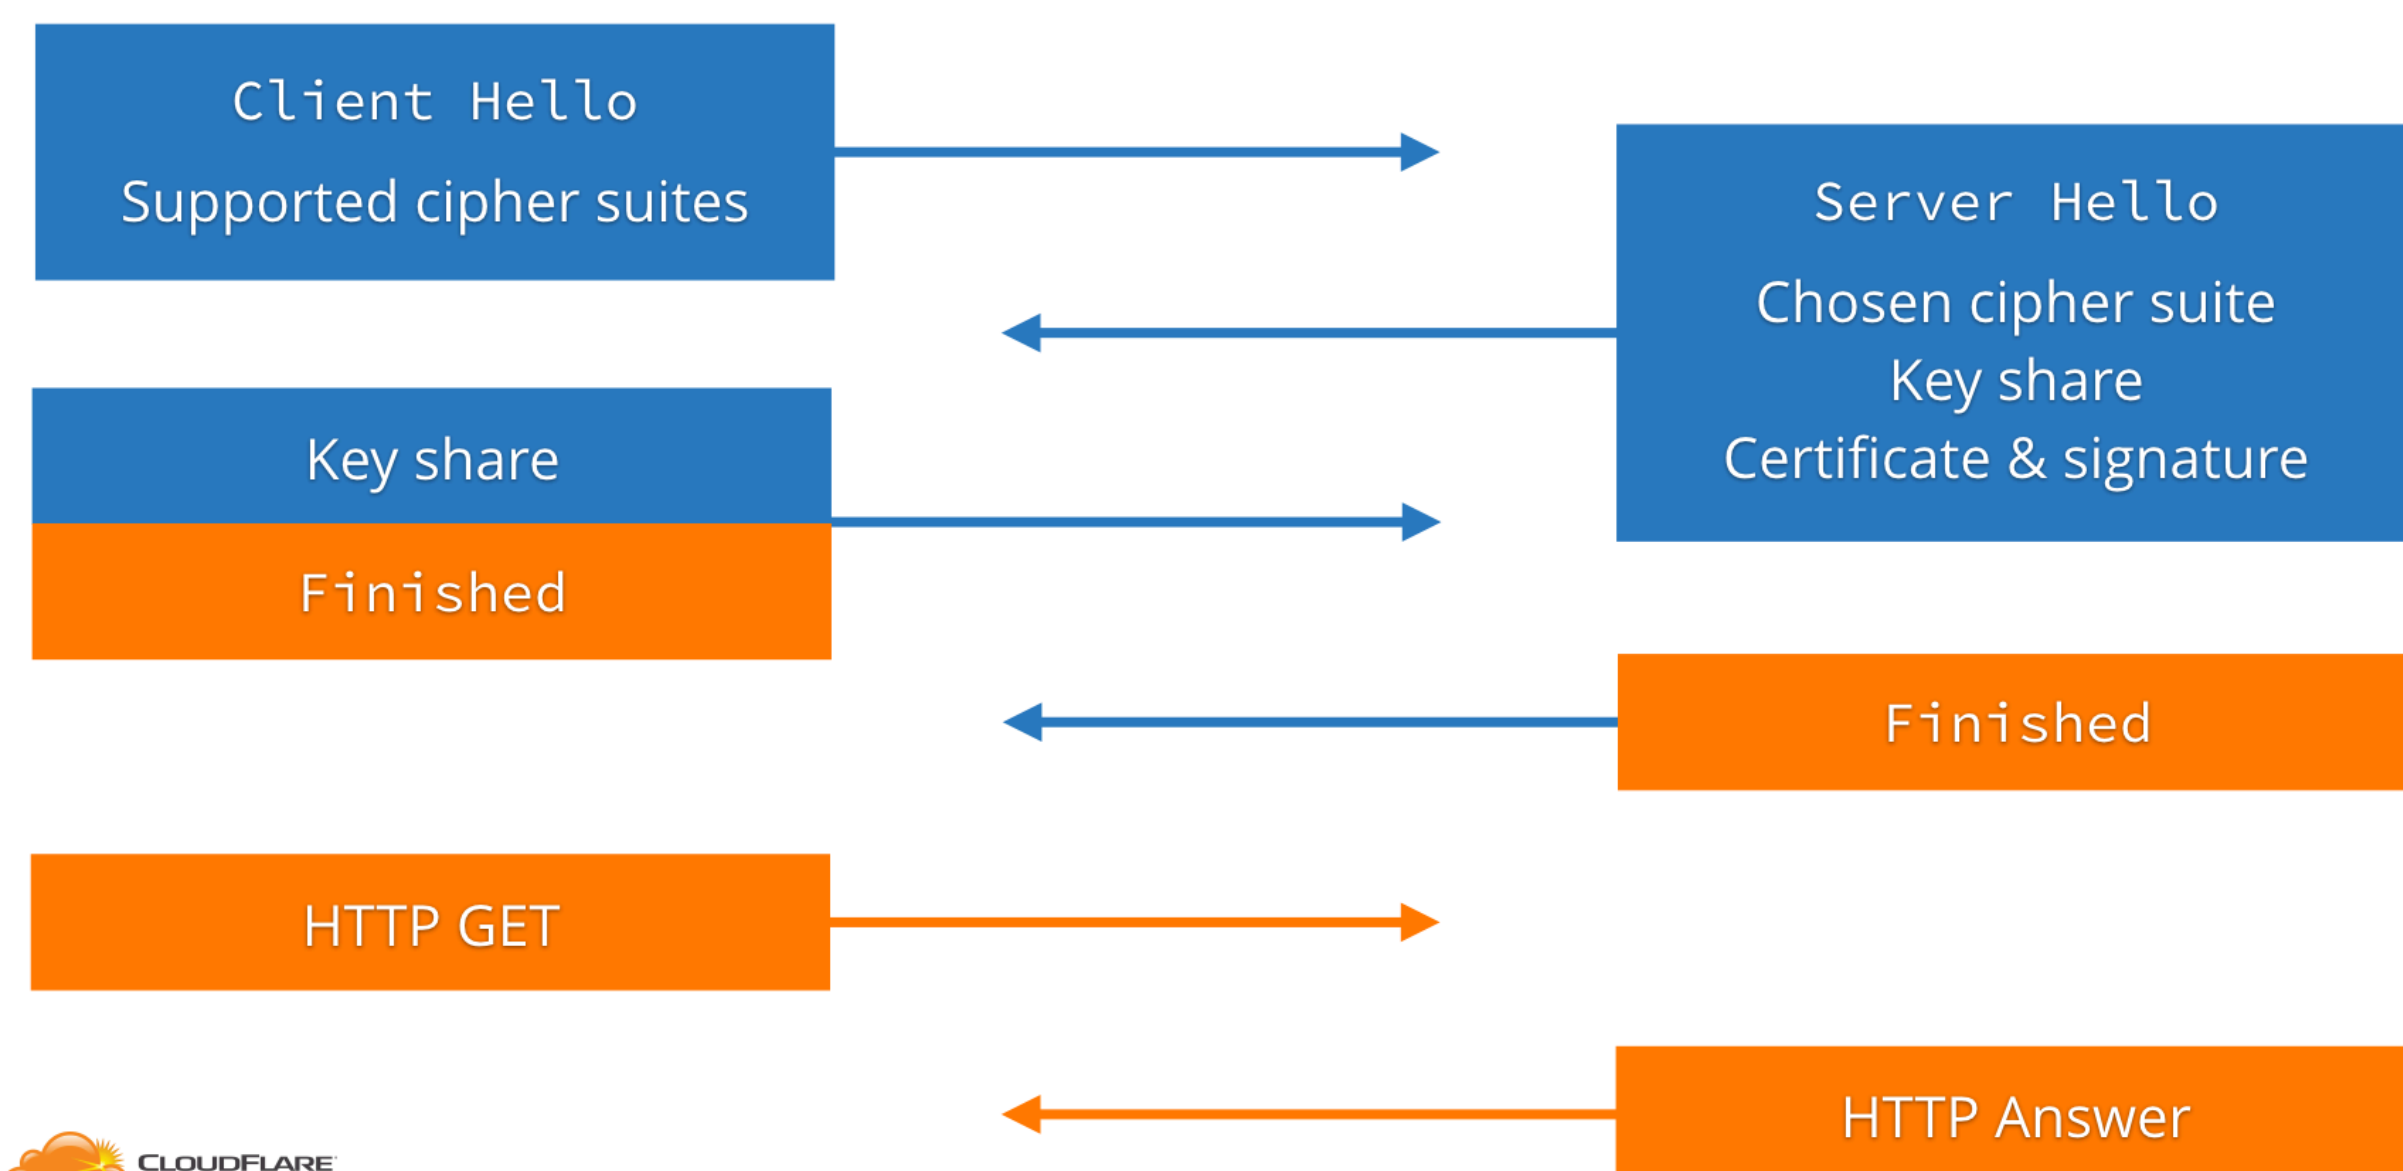 Client Hello
Supported cipher suites
Server Hello
Chosen cipher suite
Key share
Certificate & signature
Key share
Finished
Finished
HTTP GET
HTTP Answer
CLOUDFLARE